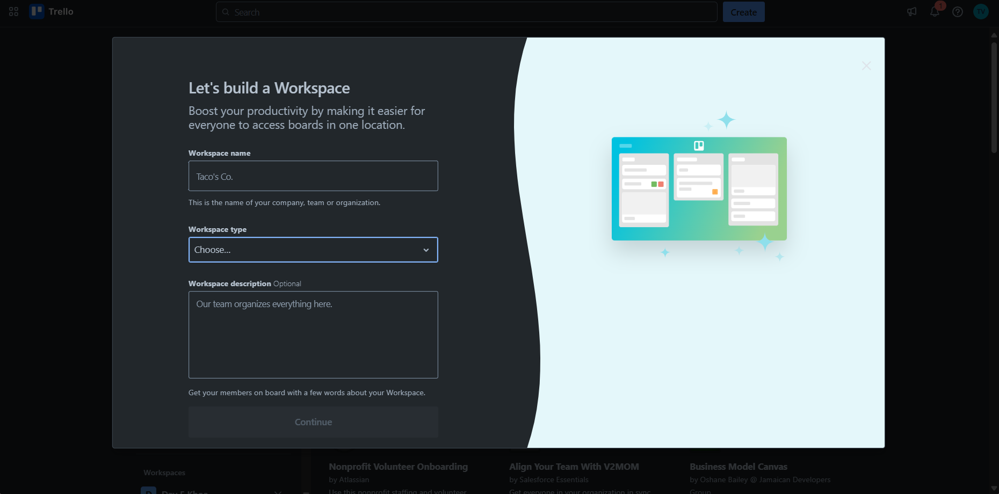 Trello
Search
Create
1
TV
Let's build a Workspace
Boost your productivity by making it easier for
everyone to access boards in one location.
Workspace name
Taco's Co.
This is the name of your company, team or organization.
Workspace type
Choose...
Workspace description Optional
Our team organizes everything here.
Get your members on board with a few words about your Workspace.
Continue
Workspaces
Nonprofit Volunteer Onboarding
by Atlassian
Use this nonprofit staffing and volunteer
Align Your Team With V2MOM
by Salesforce Essentials
Get everyone in your organization in sync
Business Model Canvas
by Oshane Bailey @ Jamaican Developers
Group